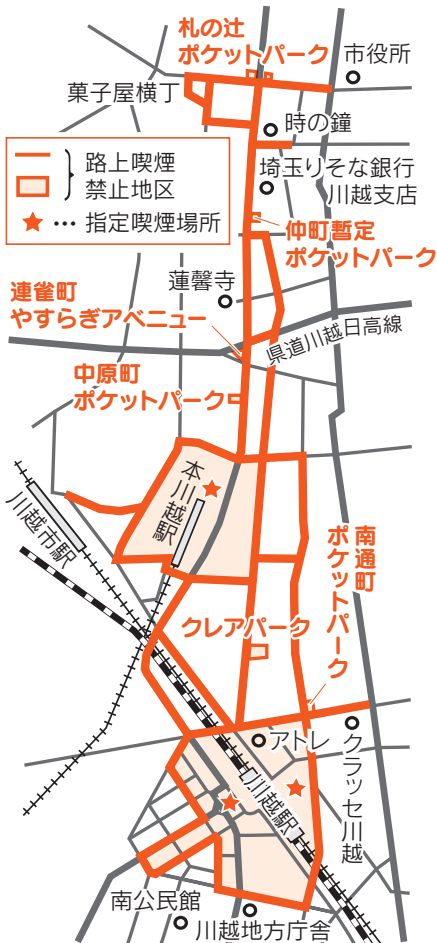 札の辻
ポケットパーク
市役所
菓子屋横丁
時の鐘
路上喫煙
禁止地区
… 指定喫煙場所
埼玉りそな銀行
川越支店
仲町暫定
ポケットパーク
蓮馨寺
連雀町
やすらぎアベニュー
県道川越日高線
中原町
ポケットパーク
本川越駅
川越市駅
南通町
ポケットパーク
クレアパーク
アトレ
クラッセ川越
川越駅
南公民館
川越地方庁舎